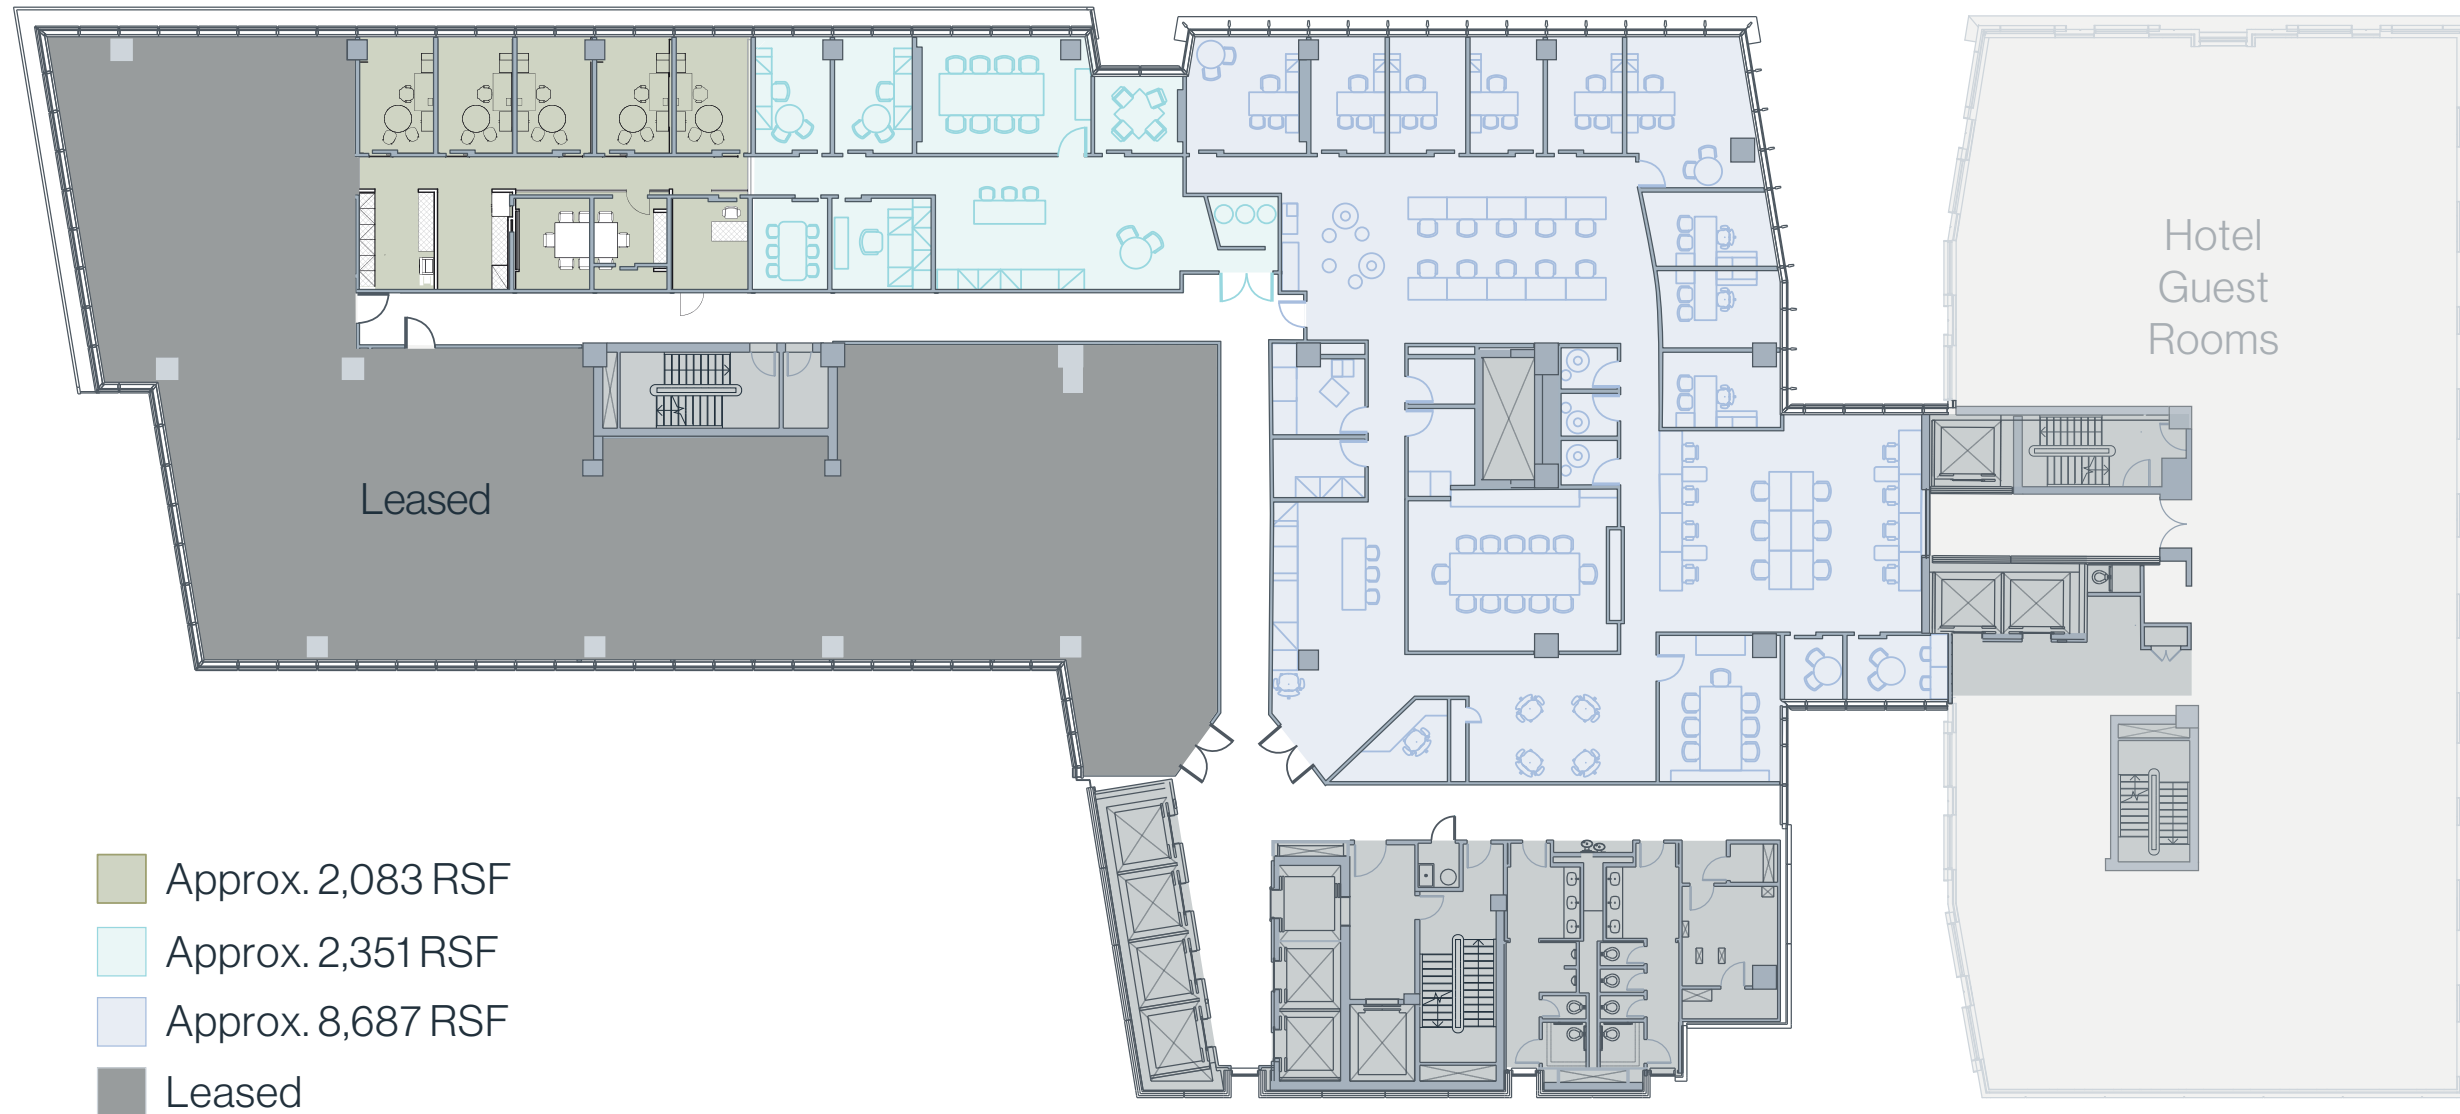 Hotel
Guest
Rooms
Leased
Approx. 2,083 RSF
Approx. 2,351 RSF
Approx. 8,687 RSF
Leased